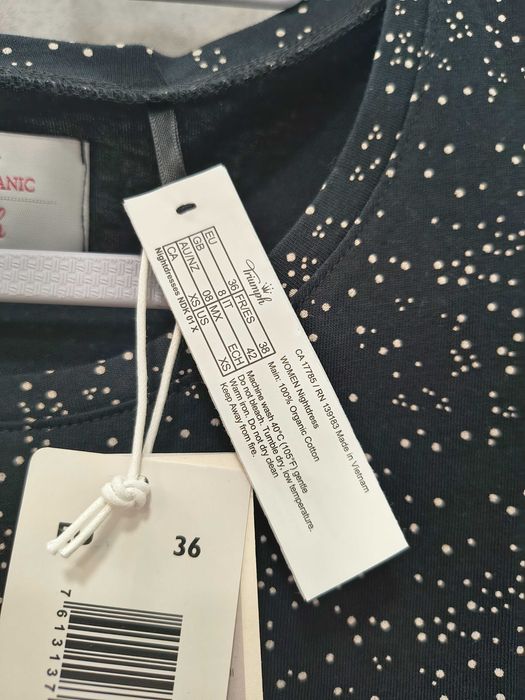 ANIC
h
Triumph
EU 36 FR/ES 38
GB 8 IT 42
AU/NZ 08 MX ECH
CA XS US XS
Nightdresses NDK 01 X
CA 17785 / RN 139183 Made in Vietnam
WOMEN Nightdress
Main: 100% Organic Cotton
Machine wash 40°C (105°F) gentle
Do not bleach. Tumble dry, low temperature.
Warm iron. Do not dry clean
Keep Away from fire.
36
7 613137